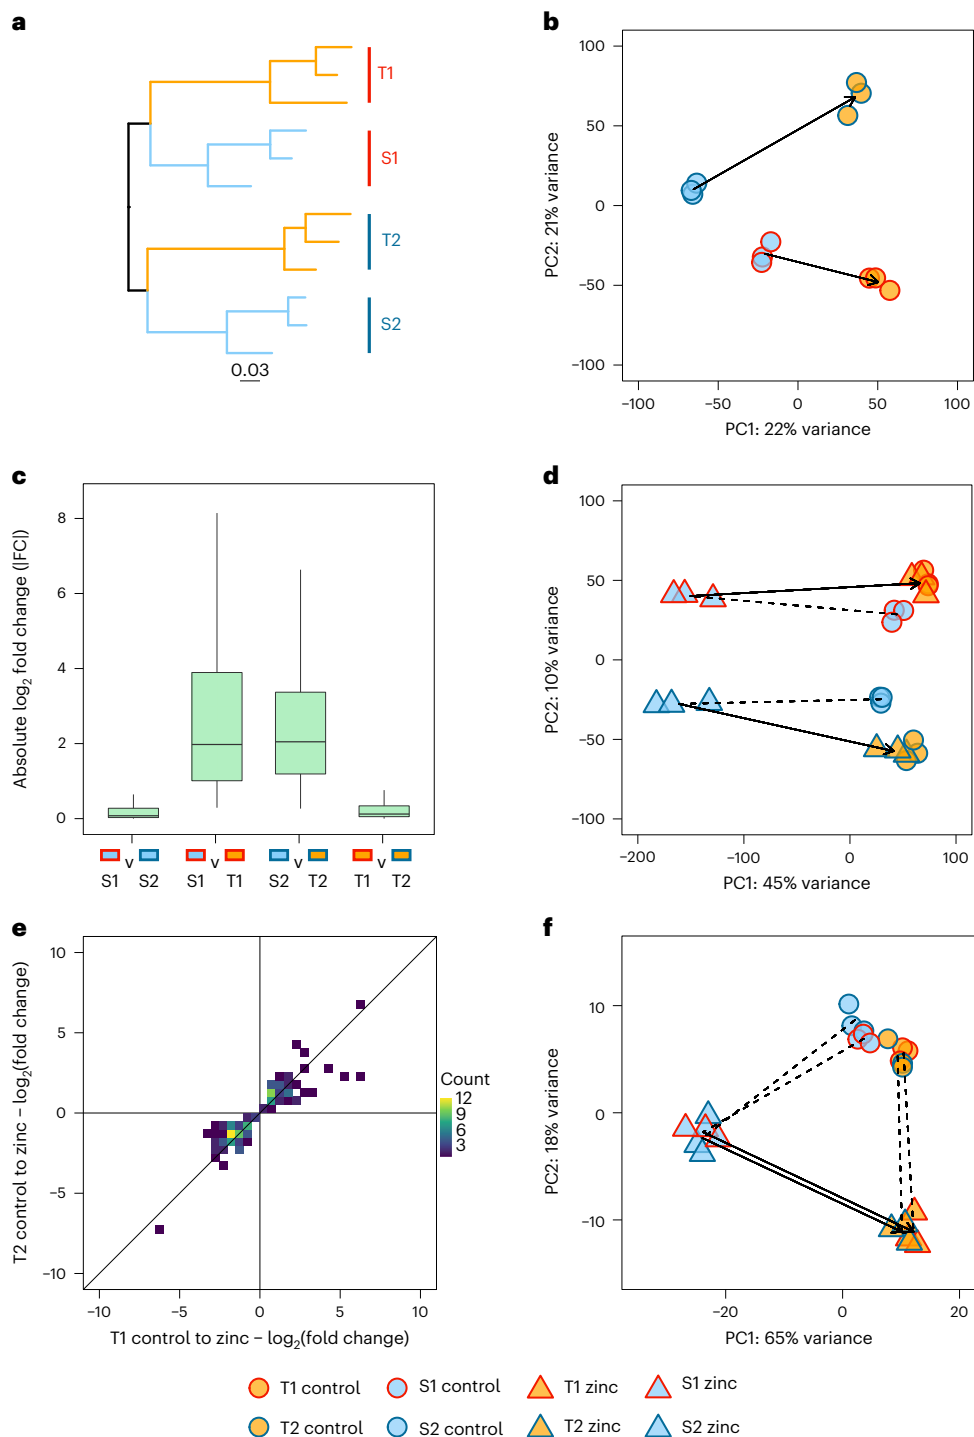 a
T1
S1
T2
S2
0.03
b
PC2: 21% variance
100
50
0
−50
−100
−100 −50 0 50 100
PC1: 22% variance
c
Absolute log2 fold change (|FC|)
8
6
4
2
0
v v v v
S1 S2 S1 T1 S2 T2 T1 T2
d
PC2: 10% variance
100
50
0
−50
−100
−200 −100 0 100
PC1: 45% variance
e
T2 control to zinc – log2(fold change)
10
5
0
−5
−10
−10 −5 0 5 10
T1 control to zinc – log2(fold change)
Count
12
9
6
3
f
PC2: 18% variance
10
0
−10
−20 0 20
PC1: 65% variance
T1 control S1 control T1 zinc S1 zinc
T2 control S2 control T2 zinc S2 zinc